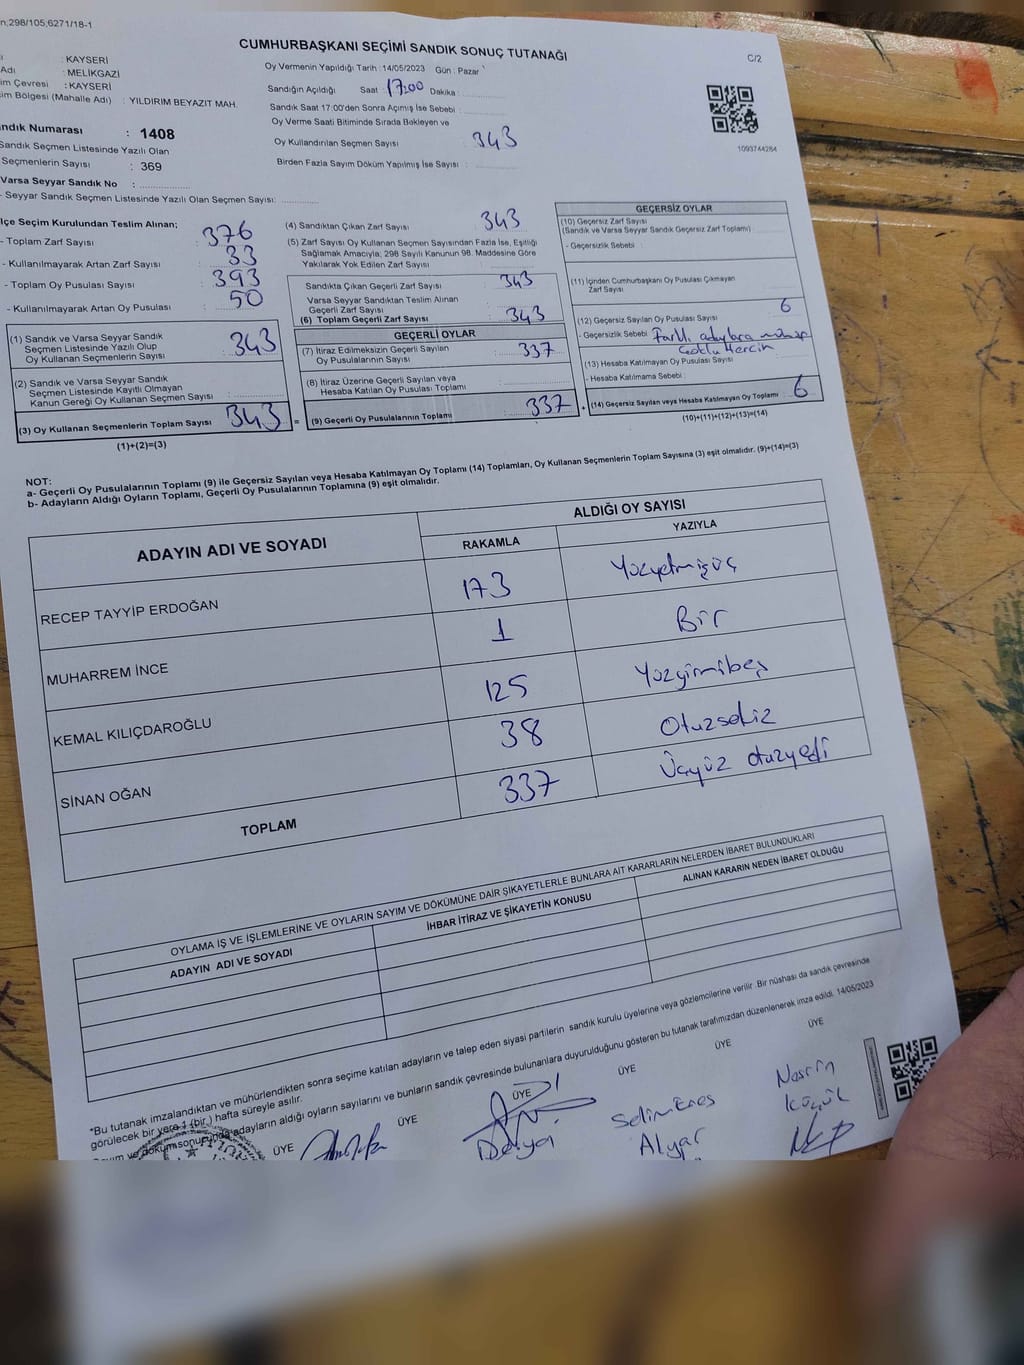 n;298/105;6271/18-1
CUMHURBAŞKANI SEÇİMİ SANDIK SONUÇ TUTANAĞI
C/2
: KAYSERİ
Adı : MELİKGAZİ
im Çevresi : KAYSERİ
im Bölgesi (Mahalle Adı) : YILDIRIM BEYAZIT MAH.
ndık Numarası : 1408
Sandık Seçmen Listesinde Yazılı Olan
Seçmenlerin Sayısı : 369
Varsa Seyyar Sandık No :
- Seyyar Sandık Seçmen Listesinde Yazılı Olan Seçmen Sayısı:
Oy Vermenin Yapıldığı Tarih : 14/05/2023 Gün : Pazar
Sandığın Açıldığı Saat : 17:00 Dakika :
Sandık Saat 17:00'den Sonra Açımış İse Sebebi :
Oy Verme Saati Bitiminde Sırada Bekleyen ve
Oy Kullandırılan Seçmen Sayısı : 343
Birden Fazla Sayım Döküm Yapılmış İse Sayısı :
1093744284
İlçe Seçim Kurulundan Teslim Alınan;
- Toplam Zarf Sayısı : 376
- Kullanılmayarak Artan Zarf Sayısı : 33
- Toplam Oy Pusulası Sayısı : 393
- Kullanılmayarak Artan Oy Pusulası : 50
(1) Sandık ve Varsa Seyyar Sandık
Seçmen Listesinde Yazılı Olup
Oy Kullanan Seçmenlerin Sayısı : 343
(2) Sandık ve Varsa Seyyar Sandık
Seçmen Listesinde Kayıtlı Olmayan
Kanun Gereği Oy Kullanan Seçmen Sayısı :
(3) Oy Kullanan Seçmenlerin Toplam Sayısı : 343
(1)+(2)=(3)
(4) Sandıktan Çıkan Zarf Sayısı : 343
(5) Zarf Sayısı Oy Kullanan Seçmen Sayısından Fazla İse, Eşitliği
Sağlamak Amacıyla; 298 Sayılı Kanunun 98. Maddesine Göre
Yakılarak Yok Edilen Zarf Sayısı :
Sandıkta Çıkan Geçerli Zarf Sayısı : 343
Varsa Seyyar Sandıktan Teslim Alınan
Geçerli Zarf Sayısı :
(6) Toplam Geçerli Zarf Sayısı : 343
GEÇERLİ OYLAR
(7) İtiraz Edilmeksizin Geçerli Sayılan
Oy Pusulalarının Sayısı : 337
(8) İtiraz Üzerine Geçerli Sayılan veya
Hesaba Katılan Oy Pusulası Toplamı :
= (9) Geçerli Oy Pusulalarının Toplamı : 337
GEÇERSİZ OYLAR
(10) Geçersiz Zarf Sayısı
(Sandık ve Varsa Seyyar Sandık Geçersiz Zarf Toplamı) :
- Geçersizlik Sebebi :
(11) İçinden Cumhurbaşkanı Oy Pusulası Çıkmayan
Zarf Sayısı :
(12) Geçersiz Sayılan Oy Pusulası Sayısı : 6
- Geçersizlik Sebebi : Farklı adaylara
(13) Hesaba Katılmayan Oy Pusulası Sayısı :
- Hesaba Katılmama Sebebi :
+ (14) Geçersiz Sayılan veya Hesaba Katılmayan Oy Toplamı : 6
(10)+(11)+(12)+(13)=(14)
NOT:
a- Geçerli Oy Pusulalarının Toplamı (9) ile Geçersiz Sayılan veya Hesaba Katılmayan Oy Toplamı (14) Toplamları, Oy Kullanan Seçmenlerin Toplam Sayısına (3) eşit olmalıdır. (9)+(14)=(3)
b- Adayların Aldığı Oyların Toplamı, Geçerli Oy Pusulalarının Toplamına (9) eşit olmalıdır.
ADAYIN ADI VE SOYADI ALDIĞI OY SAYISI
RAKAMLA YAZIYLA
RECEP TAYYİP ERDOĞAN 173 Yüzyetmişüç
MUHARREM İNCE 1 Bir
KEMAL KILIÇDAROĞLU 125 Yüzyirmibeş
SİNAN OĞAN 38 Otuzsekiz
TOPLAM 337 Üçyüz otuzyedi
OYLAMA İŞ VE İŞLEMLERİNE VE OYLARIN SAYIM VE DÖKÜMÜNE DAİR ŞİKAYETLERLE BUNLARA AİT KARARLARIN NELERDEN İBARET BULUNDUKLARI
ADAYIN ADI VE SOYADI İHBAR İTİRAZ VE ŞİKAYETİN KONUSU ALINAN KARARIN NEDEN İBARET OLDUĞU
*Bu tutanak imzalandıktan ve mühürlendikten sonra seçime katılan adayların ve talep eden siyasi partilerin sandık kurulu üyelerine veya gözlemcilerine verilir. Bir nüshası da sandık çevresinde
görülecek bir yere 1 (bir) hafta süreyle asılır.
Sayım ve döküm sonucunda adayların aldığı oyların sayılarını ve bunların sandık çevresinde bulunanlara duyurulduğunu gösteren bu tutanak tarafımızdan düzenlenerek imza edildi. 14/05/2023
ÜYE ÜYE ÜYE ÜYE ÜYE ÜYE
Derya
Selim Enes
Alyar
Nesrin
Küçük